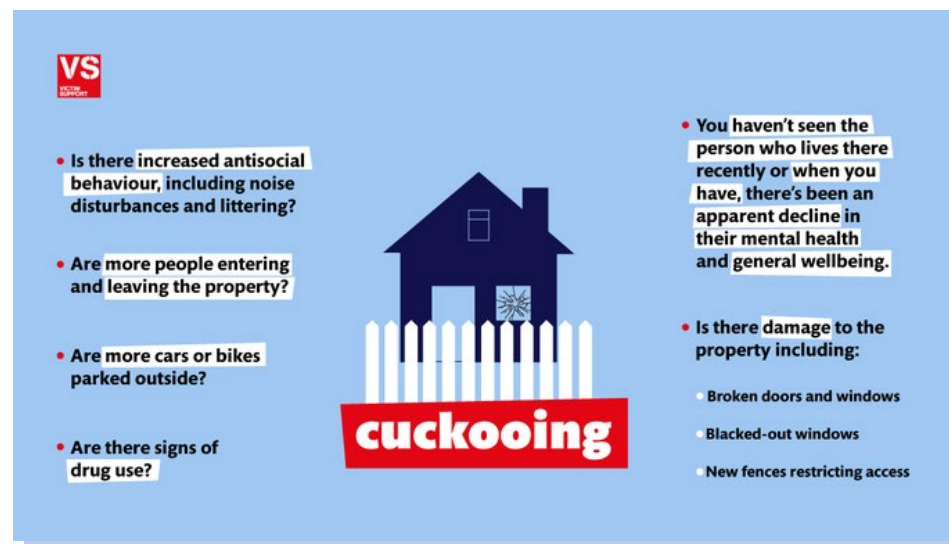 VS
VICTIM
SUPPORT
• Is there increased antisocial
behaviour, including noise
disturbances and littering?
• Are more people entering
and leaving the property?
• Are more cars or bikes
parked outside?
• Are there signs of
drug use?
cuckooing
• You haven’t seen the
person who lives there
recently or when you
have, there’s been an
apparent decline in
their mental health
and general wellbeing.
• Is there damage to the
property including:
• Broken doors and windows
• Blacked-out windows
• New fences restricting access